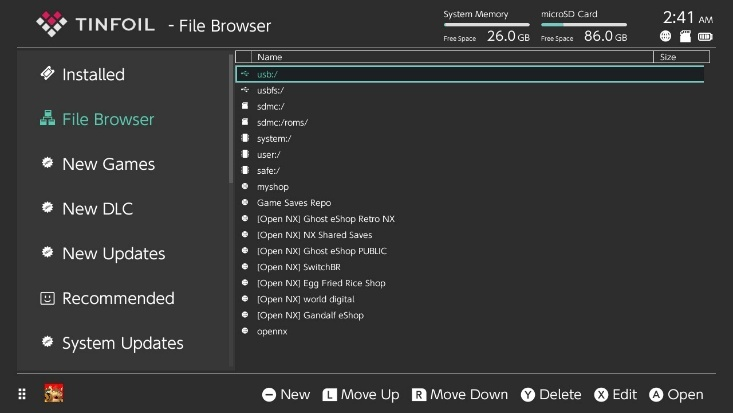 TINFOIL - File Browser
System Memory
Free Space 26.0 GB
microSD Card
Free Space 86.0 GB
2:41 AM
Installed
File Browser
New Games
New DLC
New Updates
Recommended
System Updates
Name Size
usb:/
usbfs:/
sdmc:/
sdmc:/roms/
system:/
user:/
safe:/
myshop
Game Saves Repo
[Open NX] Ghost eShop Retro NX
[Open NX] NX Shared Saves
[Open NX] Ghost eShop PUBLIC
[Open NX] SwitchBR
[Open NX] Egg Fried Rice Shop
[Open NX] world digital
[Open NX] Gandalf eShop
opennx
New L Move Up R Move Down Y Delete X Edit A Open